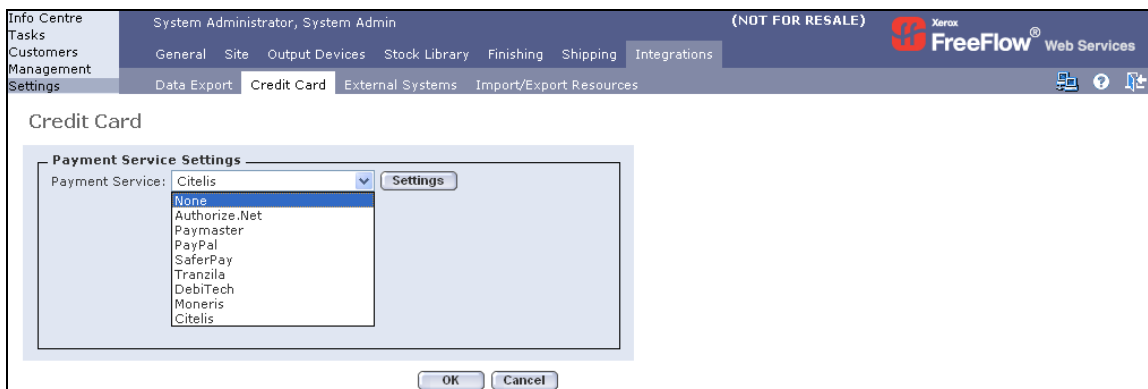 Info Centre
Tasks
Customers
Management
Settings
System Administrator, System Admin
(NOT FOR RESALE)
Xerox
FreeFlow® Web Services
General Site Output Devices Stock Library Finishing Shipping Integrations
Data Export Credit Card External Systems Import/Export Resources
Credit Card
Payment Service Settings
Payment Service: Citelis Settings
None
Authorize.Net
Paymaster
PayPal
SaferPay
Tranzila
DebiTech
Moneris
Citelis
OK Cancel